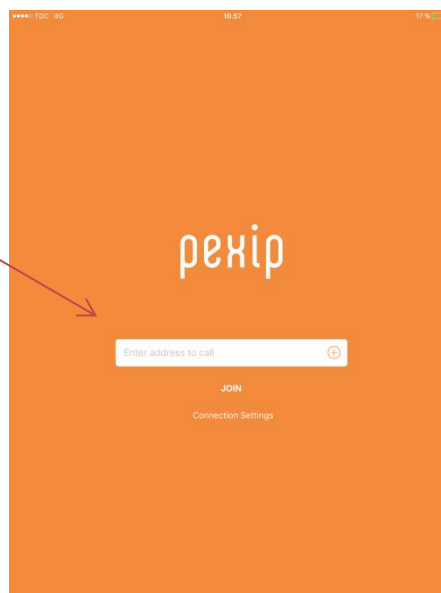 TDC 4G 10.57 17 %
pexip
Enter address to call
JOIN
Connection Settings